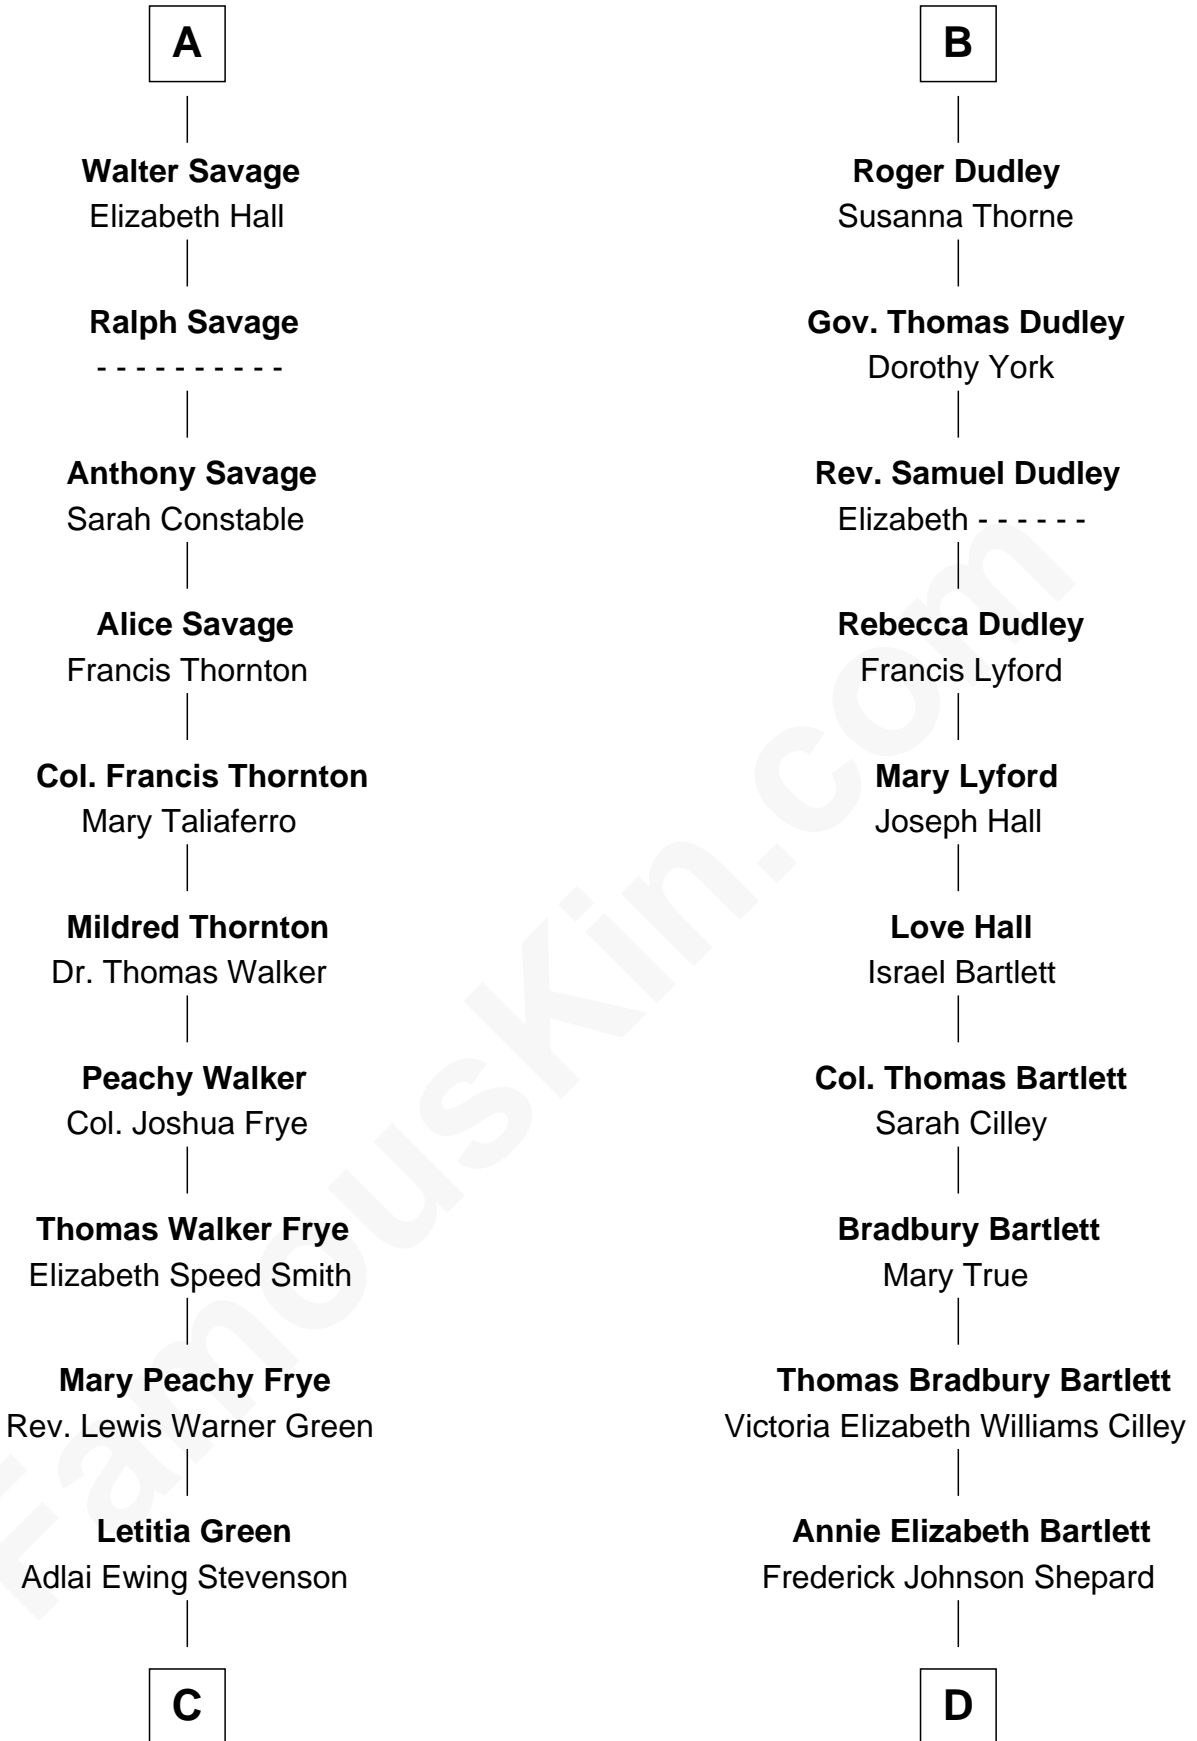 A
Walter Savage
Elizabeth Hall
Ralph Savage
- - - - - - - - - -
Anthony Savage
Sarah Constable
Alice Savage
Francis Thornton
Col. Francis Thornton
Mary Taliaferro
Mildred Thornton
Dr. Thomas Walker
Peachy Walker
Col. Joshua Frye
Thomas Walker Frye
Elizabeth Speed Smith
Mary Peachy Frye
Rev. Lewis Warner Green
Letitia Green
Adlai Ewing Stevenson
C
B
Roger Dudley
Susanna Thorne
Gov. Thomas Dudley
Dorothy York
Rev. Samuel Dudley
Elizabeth - - - - - -
Rebecca Dudley
Francis Lyford
Mary Lyford
Joseph Hall
Love Hall
Israel Bartlett
Col. Thomas Bartlett
Sarah Cilley
Bradbury Bartlett
Mary True
Thomas Bradbury Bartlett
Victoria Elizabeth Williams Cilley
Annie Elizabeth Bartlett
Frederick Johnson Shepard
D
FamousKin.com